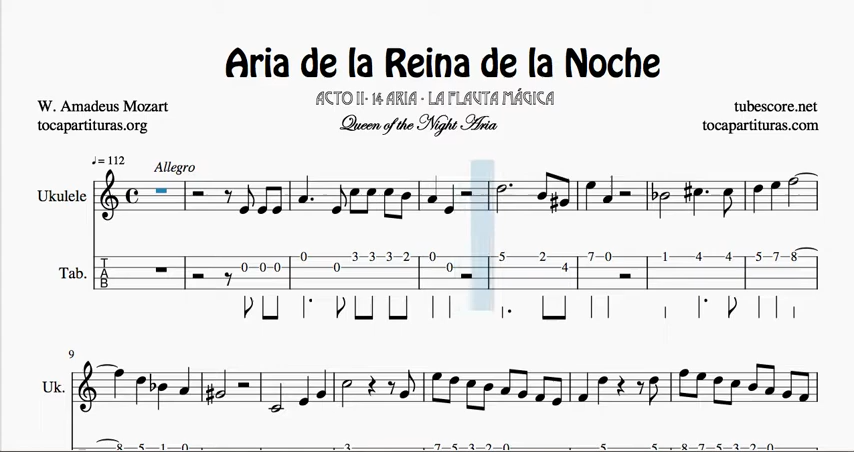 Aria de la Reina de la Noche
ACTO II · 14 ARIA · LA FLAUTA MÁGICA
W. Amadeus Mozart
tubescore.net
tocapartituras.org
Queen of the Night Aria
tocapartituras.com
♩= 112
Allegro
Ukulele
Tab.
T A B
0 0 0 0 0 3 3 3 2 0 0 5 2 4 7 0 1 4 4 5 7 8
9
Uk.
8 5 1 0 3 7 5 3 2 0 5 5 8 7 5 3 2 0